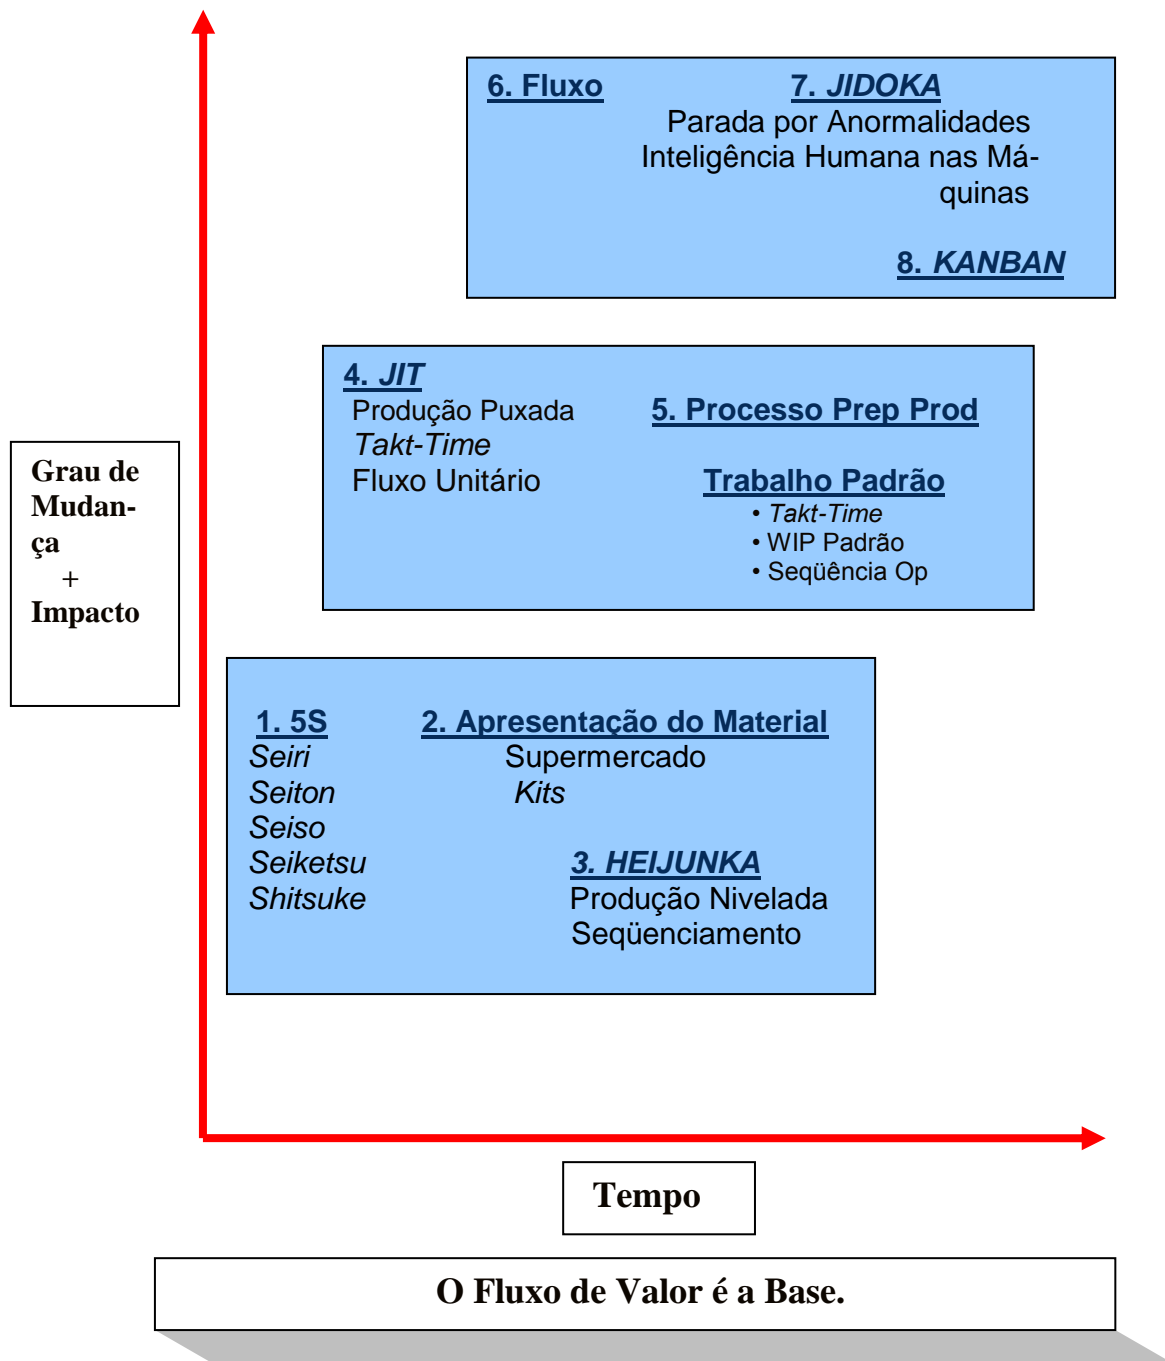 6. Fluxo
7. JIDOKA
Parada por Anormalidades
Inteligência Humana nas Má-
quinas
8. KANBAN
4. JIT
Produção Puxada
Takt-Time
Fluxo Unitário
5. Processo Prep Prod
Trabalho Padrão
• Takt-Time
• WIP Padrão
• Seqüência Op
Grau de
Mudan-
ça
+
Impacto
1. 5S
Seiri
Seiton
Seiso
Seiketsu
Shitsuke
2. Apresentação do Material
Supermercado
Kits
3. HEIJUNKA
Produção Nivelada
Seqüenciamento
Tempo
O Fluxo de Valor é a Base.